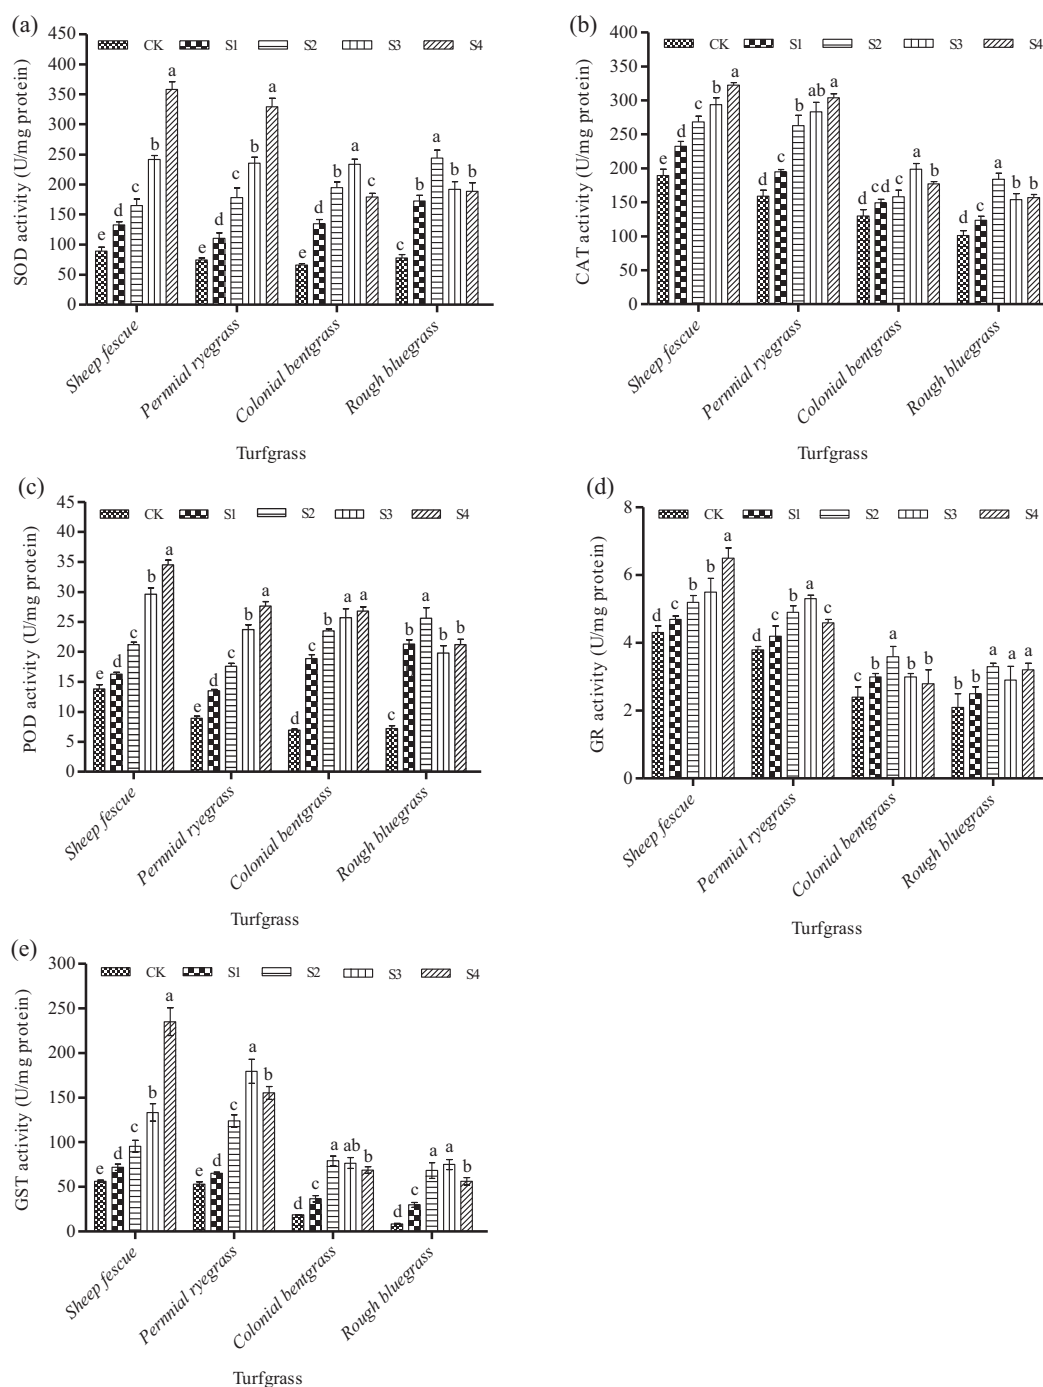 (a)
SOD activity (U/mg protein)
450
400
350
300
250
200
150
100
50
0
CK S1 S2 S3 S4
e d c b a
e d c b a
e d b a c
c b a b b
Sheep fescue
Pernnial ryegrass
Colonial bentgrass
Rough bluegrass
Turfgrass
(b)
CAT activity (U/mg protein)
400
350
300
250
200
150
100
50
0
CK S1 S2 S3 S4
e d c b a
d c b ab a
d cd c a b
d c a b b
Sheep fescue
Pernnial ryegrass
Colonial bentgrass
Rough bluegrass
Turfgrass
(c)
POD activity (U/mg protein)
45
40
35
30
25
20
15
10
5
0
CK S1 S2 S3 S4
e d c b a
e d c b a
d c b a a
c b a b b
Sheep fescue
Pernnial ryegrass
Colonial bentgrass
Rough bluegrass
Turfgrass
(d)
GR activity (U/mg protein)
8
6
4
2
0
CK S1 S2 S3 S4
d c b b a
d c b a c
c b a b b
b b a a a
Sheep fescue
Pernnial ryegrass
Colonial bentgrass
Rough bluegrass
Turfgrass
(e)
GST activity (U/mg protein)
300
250
200
150
100
50
0
CK S1 S2 S3 S4
e d c b a
e d c a b
d c a ab b
d c a a b
Sheep fescue
Pernnial ryegrass
Colonial bentgrass
Rough bluegrass
Turfgrass